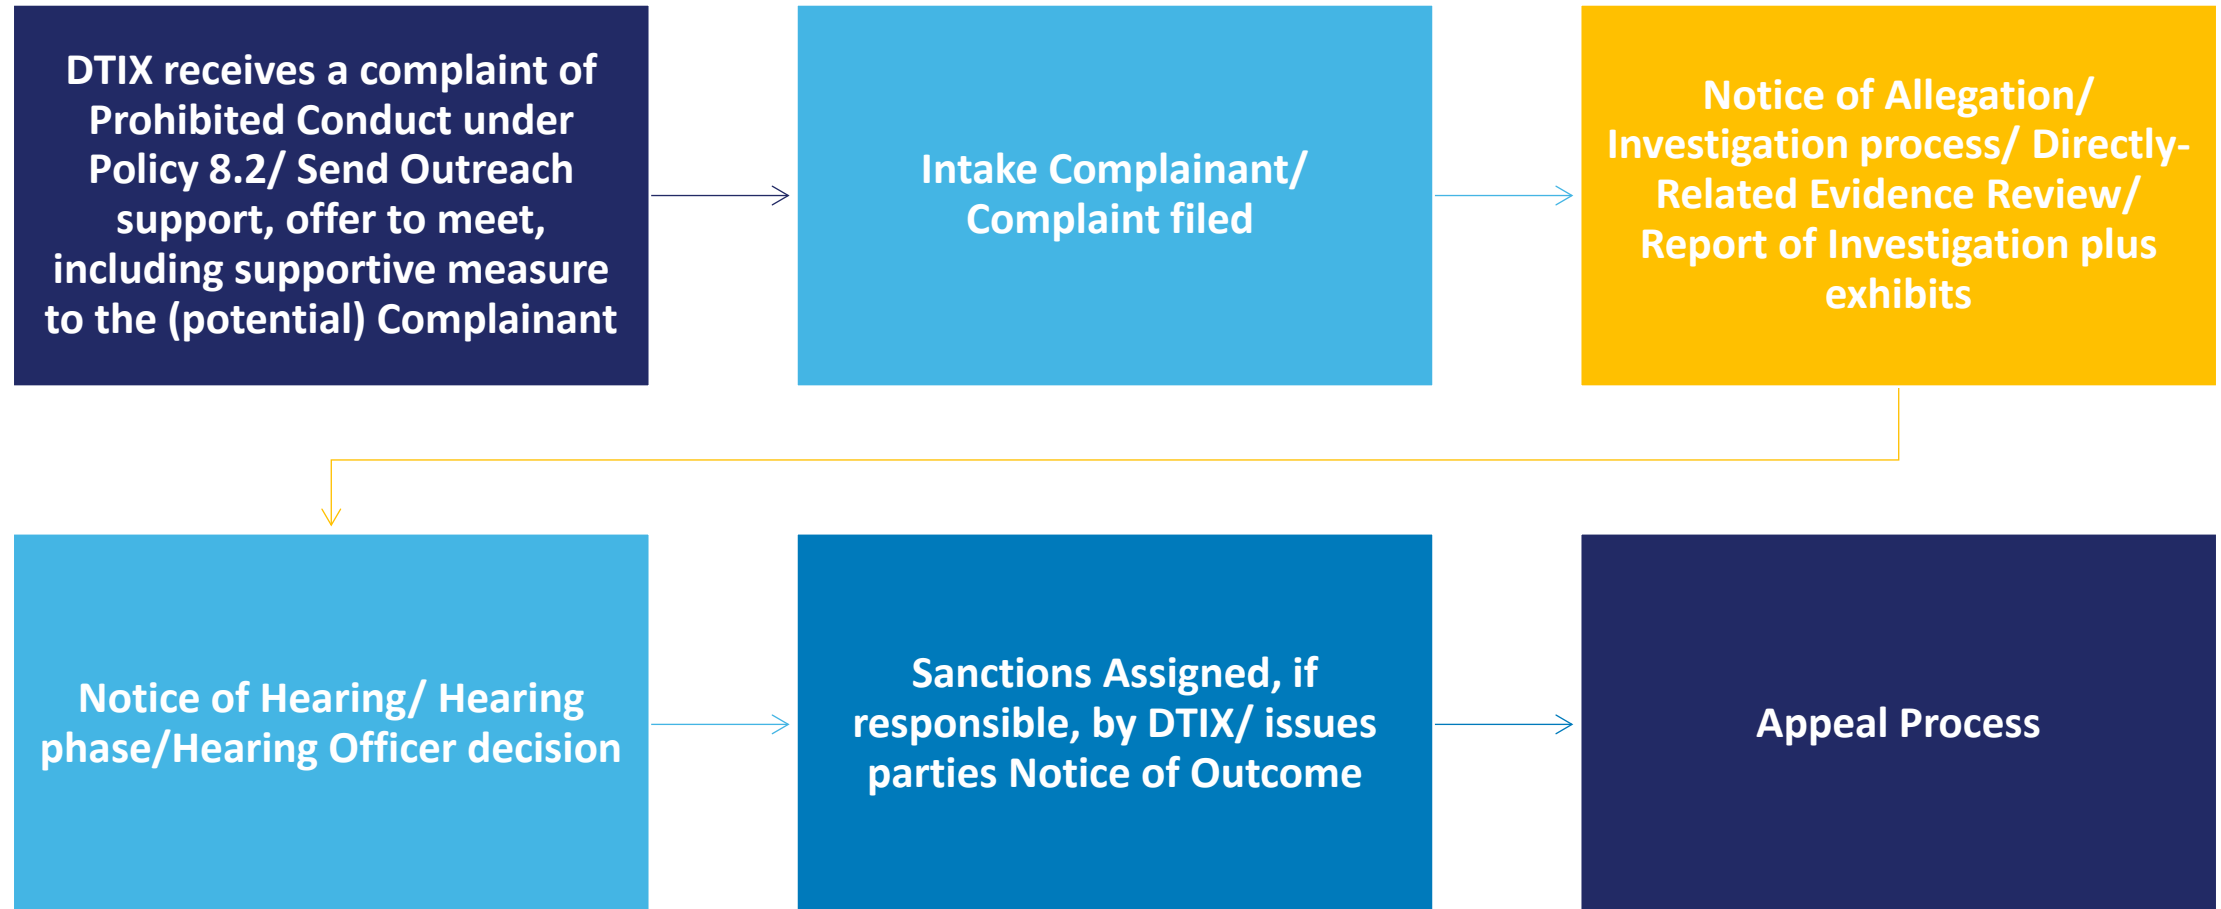 DTIX receives a complaint of
Prohibited Conduct under
Policy 8.2/ Send Outreach
support, offer to meet,
including supportive measure
to the (potential) Complainant
Intake Complainant/
Complaint filed
Notice of Allegation/
Investigation process/ Directly-
Related Evidence Review/
Report of Investigation plus
exhibits
Notice of Hearing/ Hearing
phase/Hearing Officer decision
Sanctions Assigned, if
responsible, by DTIX/ issues
parties Notice of Outcome
Appeal Process